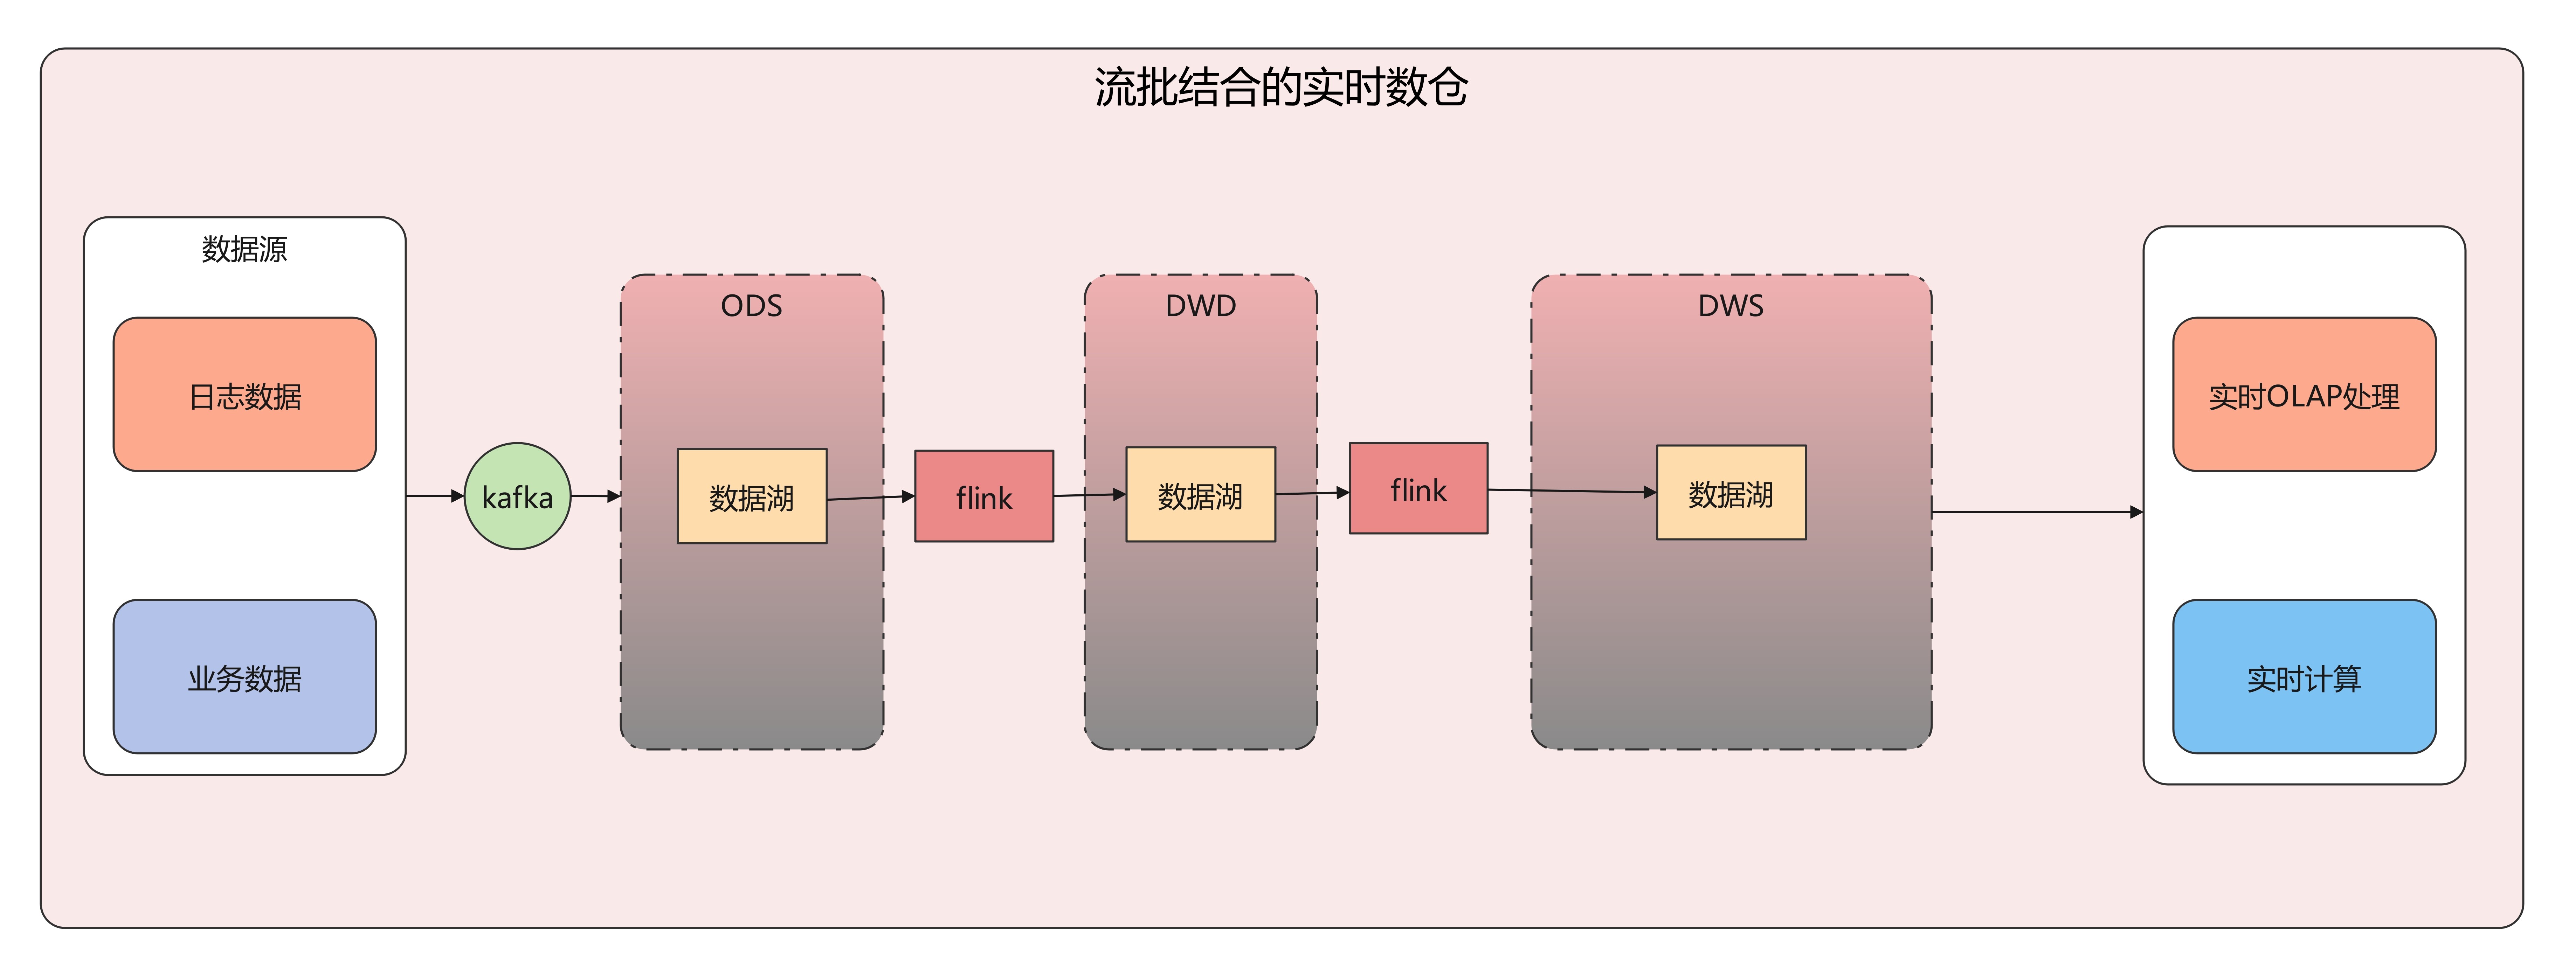 流批结合的实时数仓
数据源
日志数据
业务数据
kafka
ODS
数据湖
flink
DWD
数据湖
flink
DWS
数据湖
实时OLAP处理
实时计算